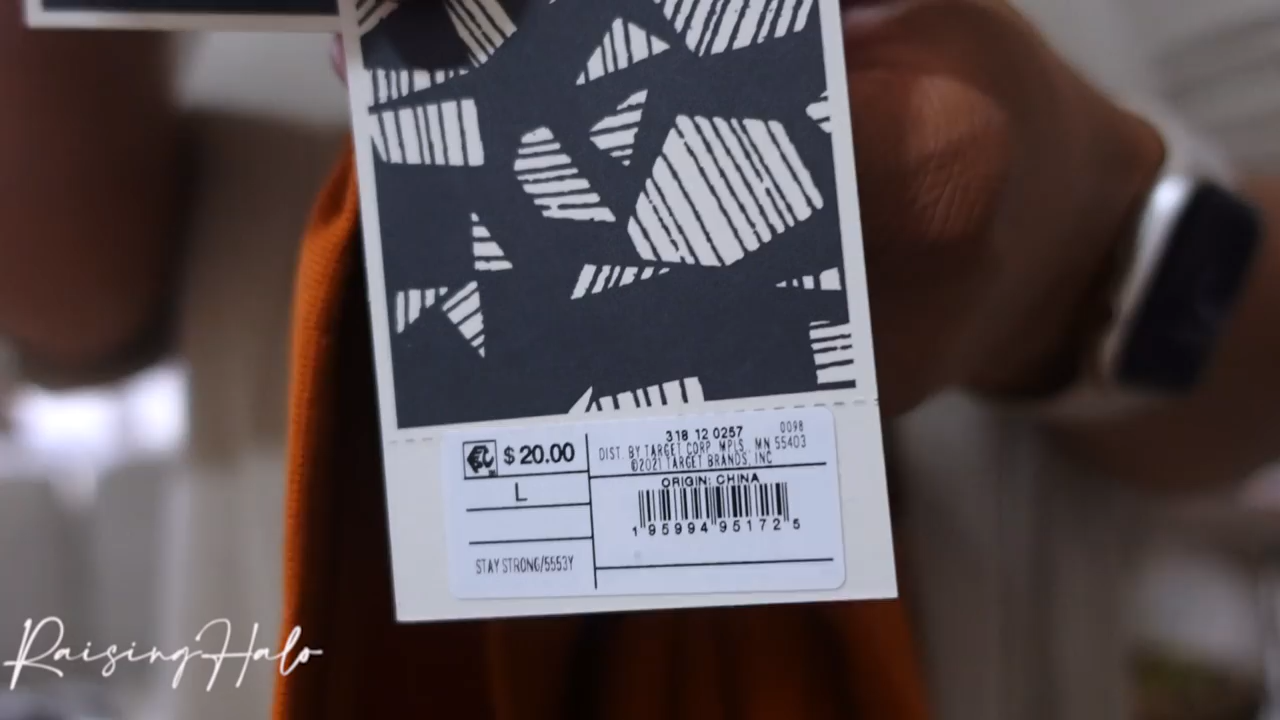 $ 20.00
L
STAY STRONG/5553Y
318 12 0257 0098
DIST. BY TARGET CORP. MPLS, MN 55403
©2021 TARGET BRANDS, INC
ORIGIN: CHINA
1 95994 95172 5
RaisingHalo